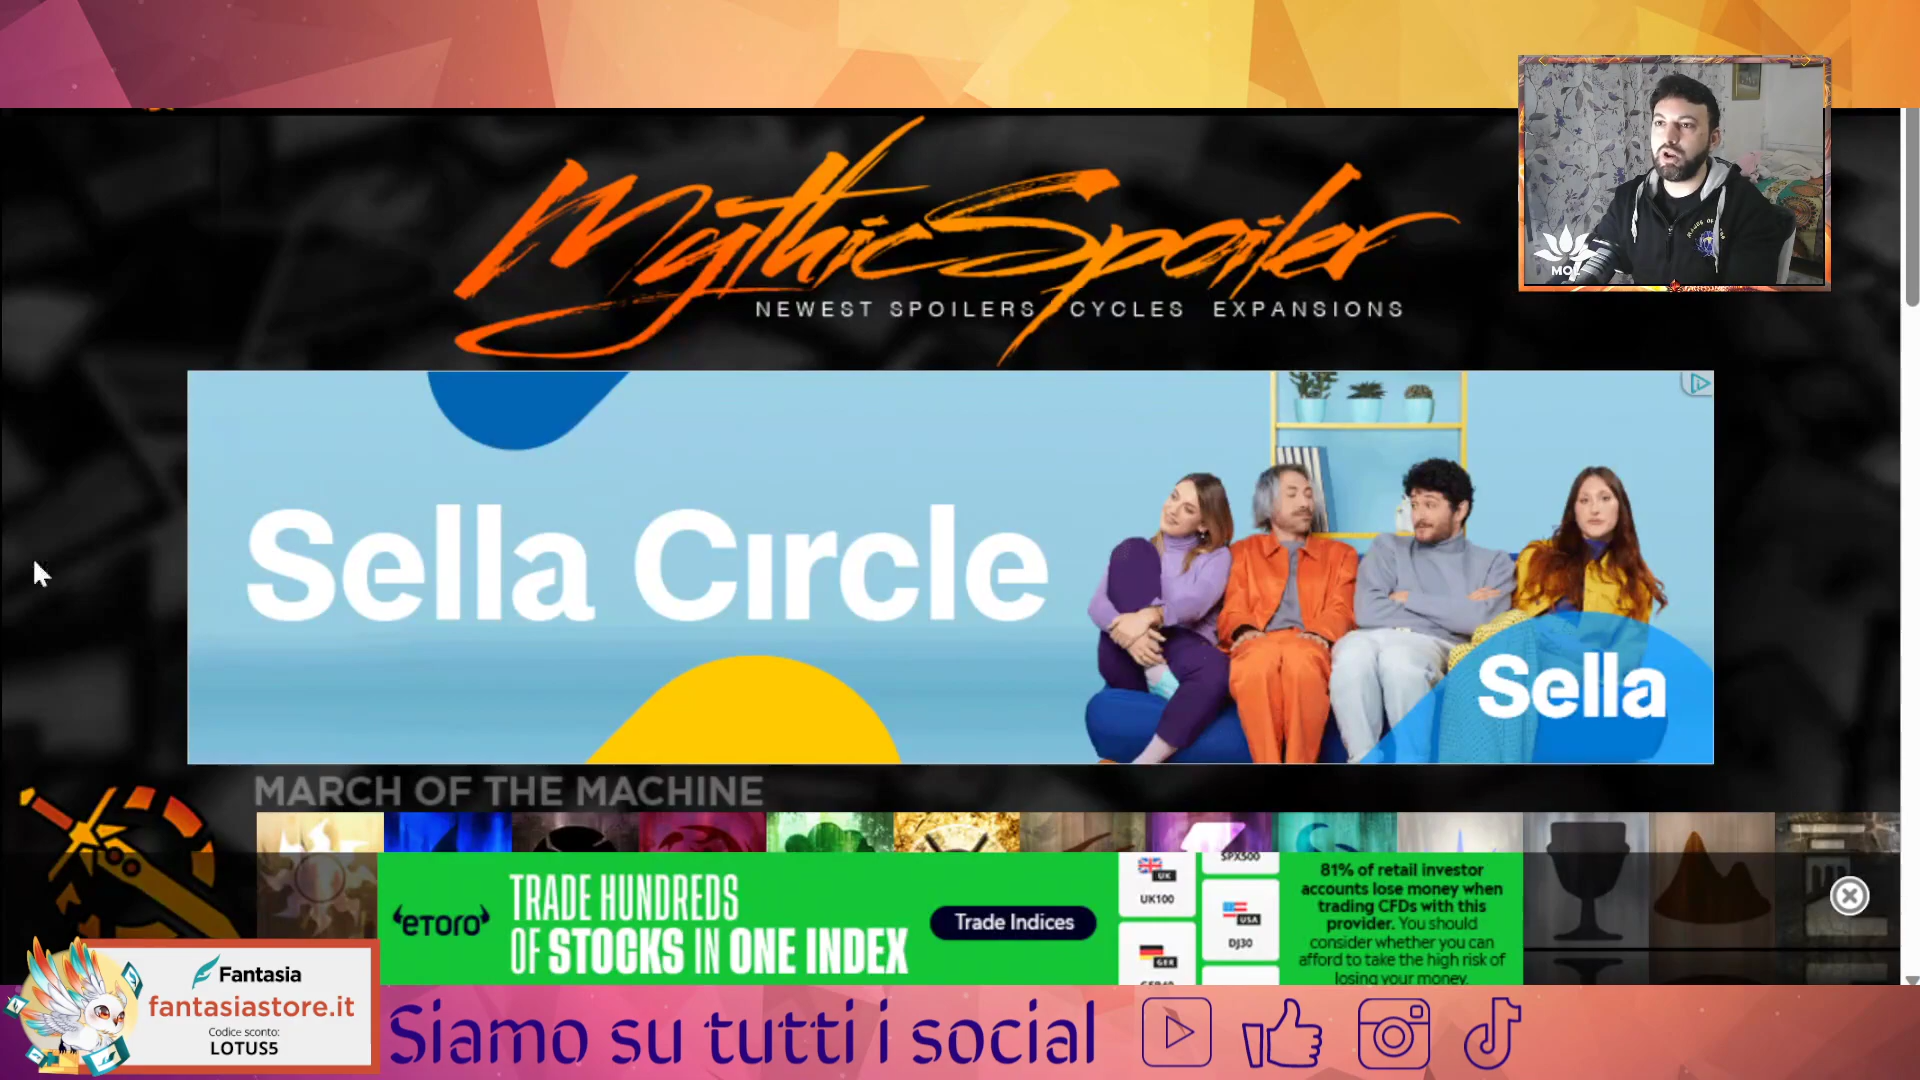 MythicSpoiler
NEWEST SPOILERS CYCLES EXPANSIONS
MOL
Sella Circle
Sella
MARCH OF THE MACHINE
eTORO
TRADE HUNDREDS
OF STOCKS IN ONE INDEX
Trade Indices
UK
UK100
GER
SPX500
USA
DJ30
81% of retail investor
accounts lose money when
trading CFDs with this
provider. You should
consider whether you can
afford to take the high risk of
losing your money.
Fantasia
fantasiastore.it
Codice sconto:
LOTUS5
Siamo su tutti i social